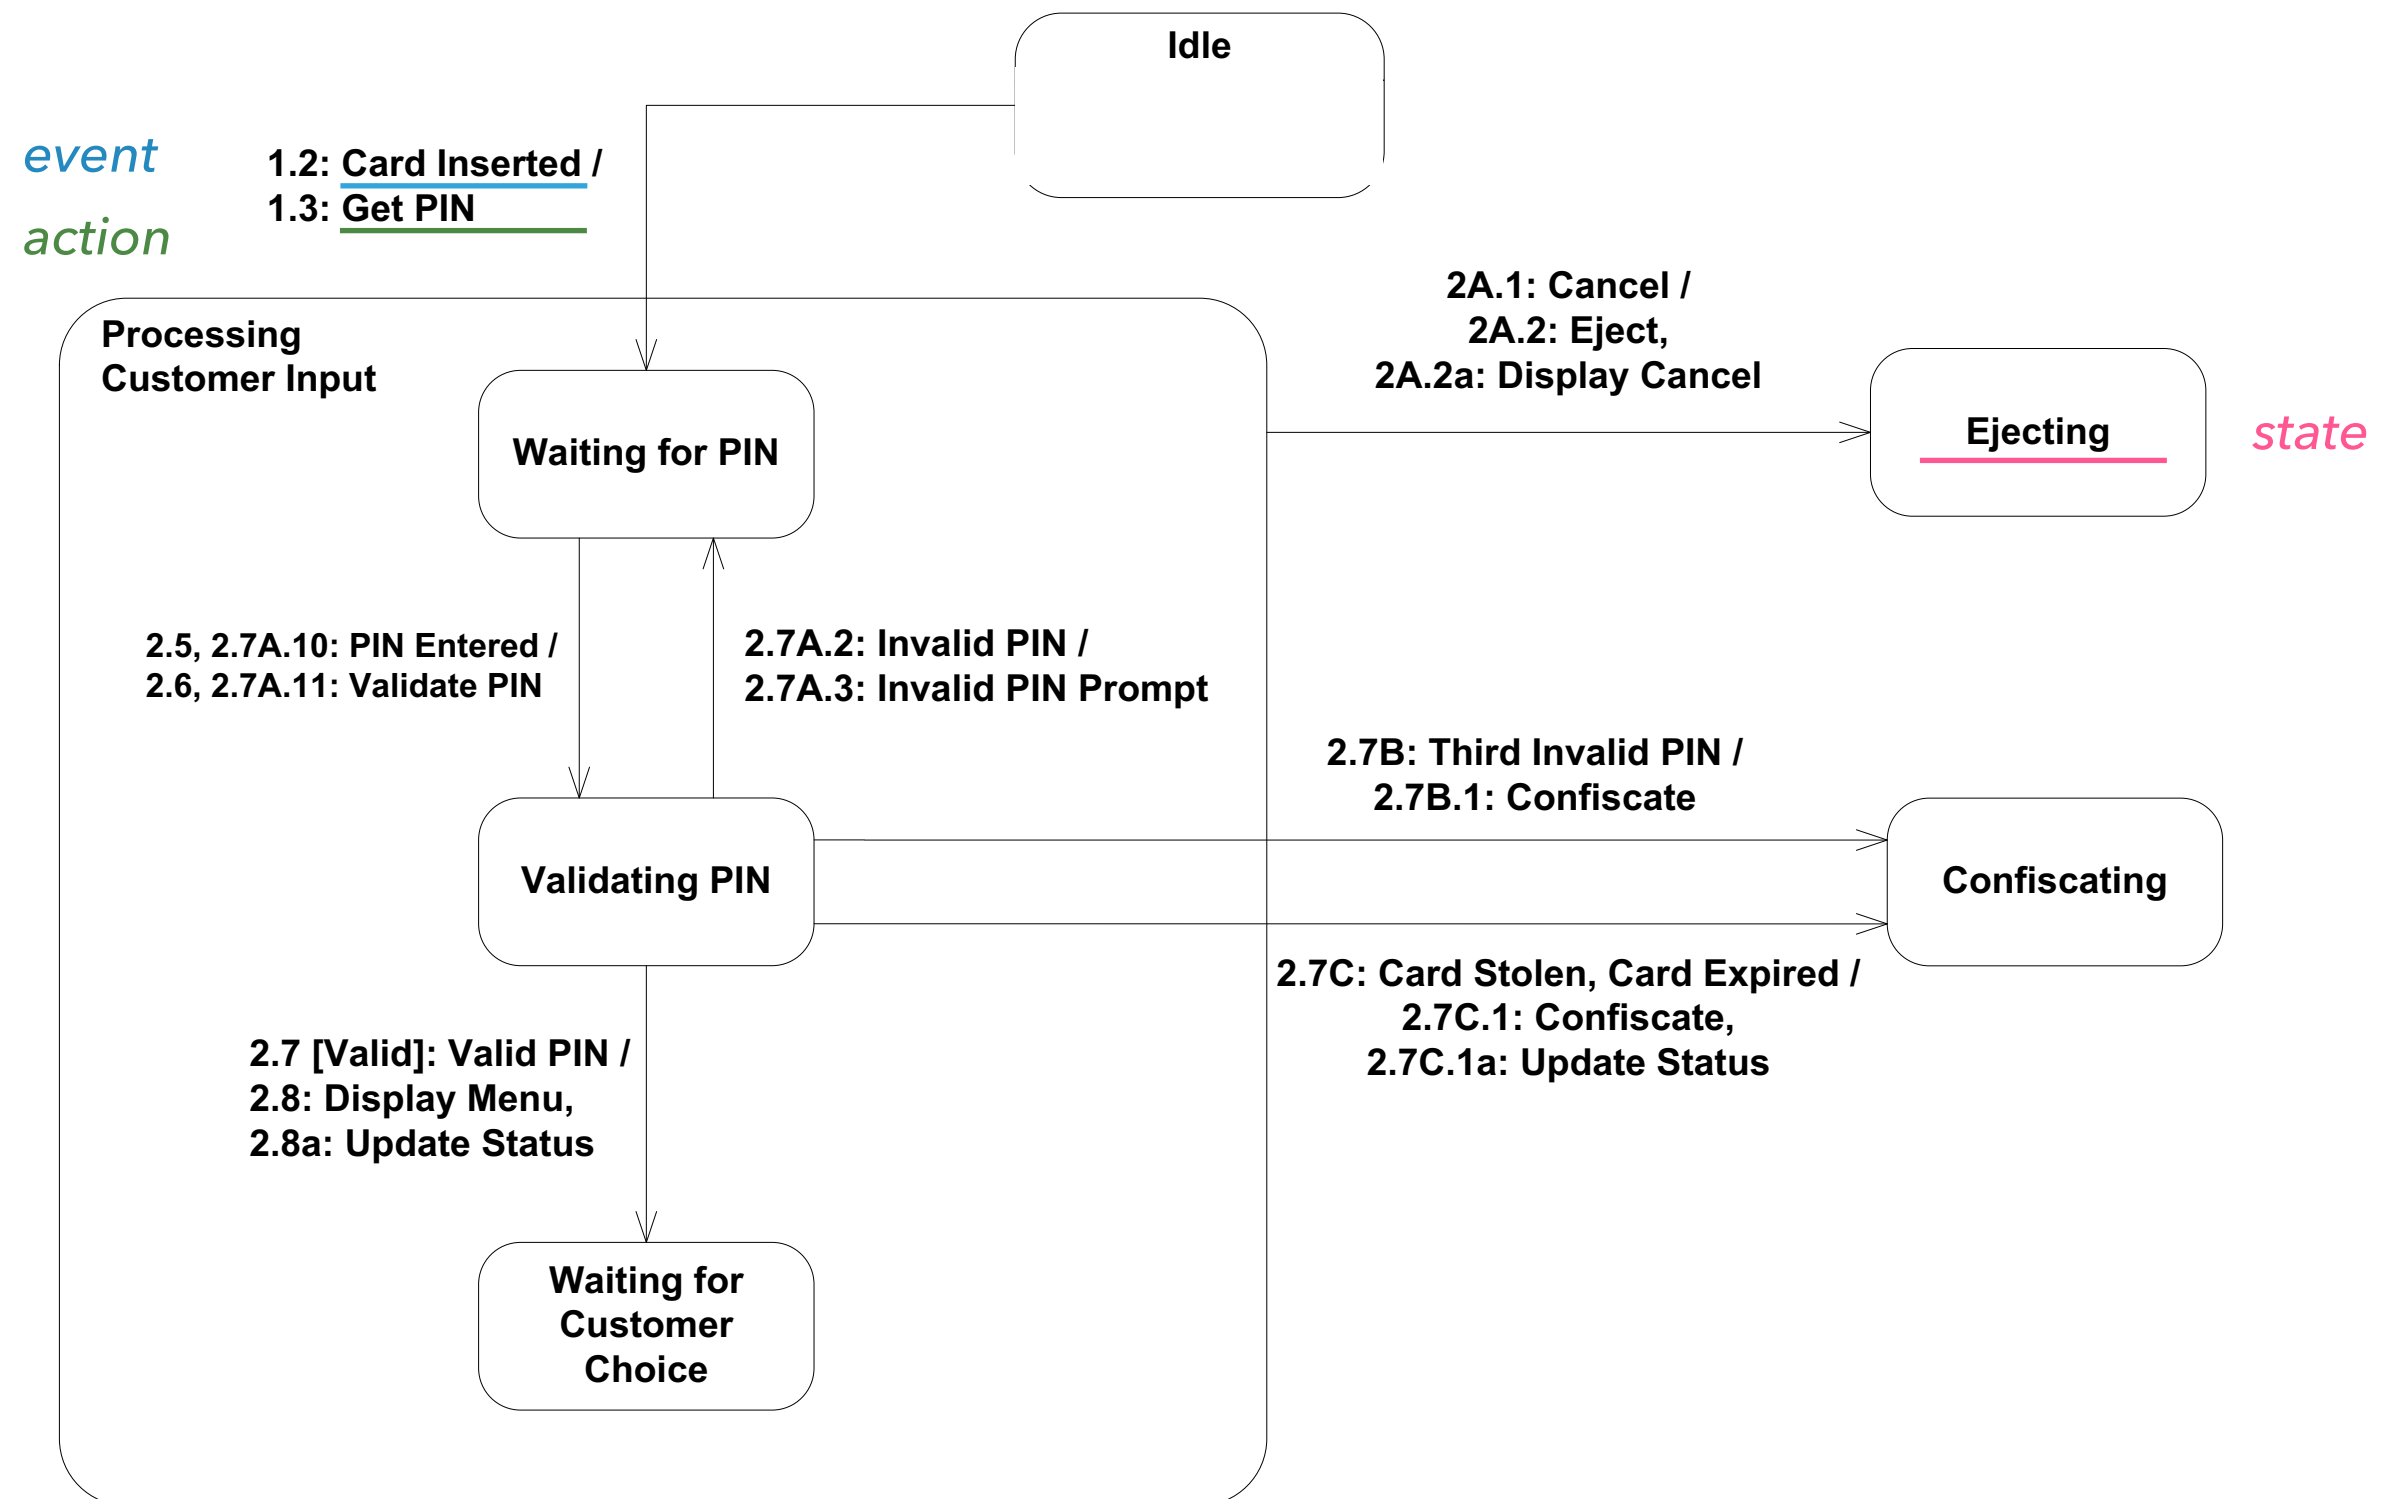 Idle
event
1.2: Card Inserted /
1.3: Get PIN
action
2A.1: Cancel /
2A.2: Eject,
2A.2a: Display Cancel
Processing
Customer Input
Waiting for PIN
Ejecting
state
2.5, 2.7A.10: PIN Entered /
2.6, 2.7A.11: Validate PIN
2.7A.2: Invalid PIN /
2.7A.3: Invalid PIN Prompt
2.7B: Third Invalid PIN /
2.7B.1: Confiscate
Validating PIN
Confiscating
2.7C: Card Stolen, Card Expired /
2.7C.1: Confiscate,
2.7C.1a: Update Status
2.7 [Valid]: Valid PIN /
2.8: Display Menu,
2.8a: Update Status
Waiting for
Customer
Choice